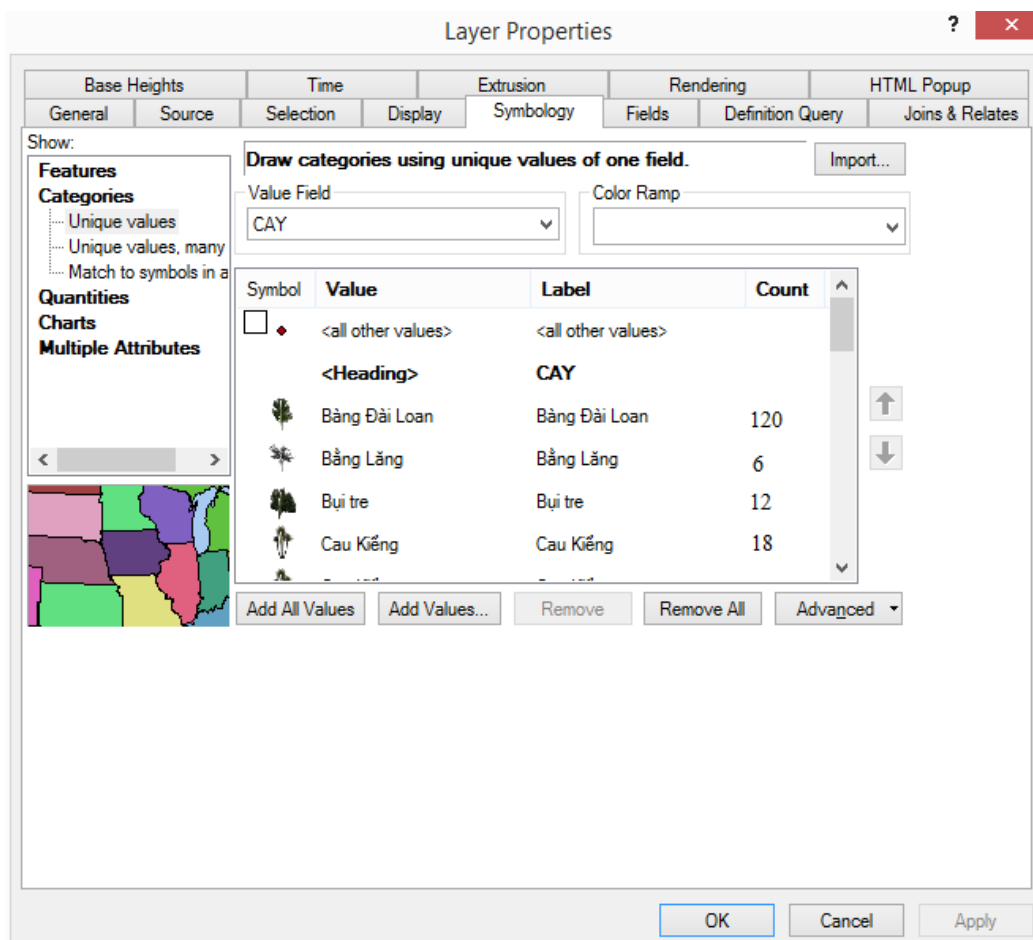 Layer Properties
?
Base Heights Time Extrusion Rendering HTML Popup
General Source Selection Display Symbology Fields Definition Query Joins & Relates
Show:
Features
Categories
Unique values
Unique values, many
Match to symbols in a
Quantities
Charts
Multiple Attributes
Draw categories using unique values of one field.
Import...
Value Field
CAY
Color Ramp
Symbol Value Label Count
<all other values> <all other values>
<Heading> CAY
Bàng Đài Loan Bàng Đài Loan 120
Bằng Lăng Bằng Lăng 6
Bụi tre Bụi tre 12
Cau Kiểng Cau Kiểng 18
Add All Values Add Values... Remove Remove All Advanced
OK Cancel Apply